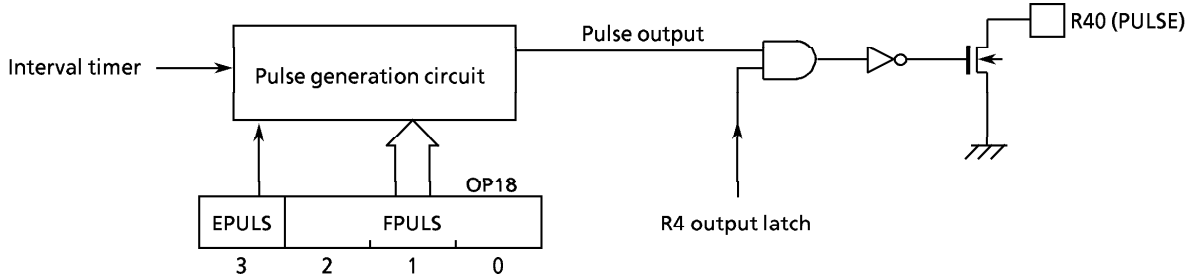 Pulse output
R40 (PULSE)
Interval timer
Pulse generation circuit
OP18
EPULS
FPULS
R4 output latch
3
2
1
0